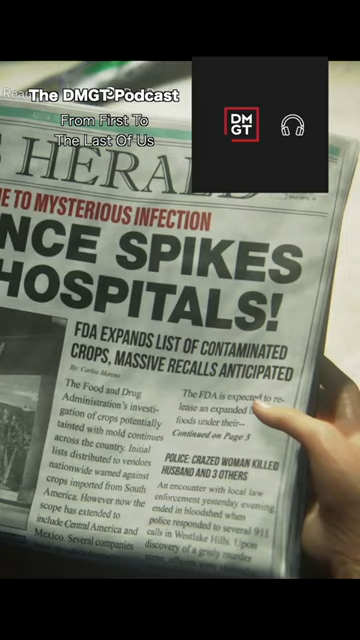 The DMGT Podcast
From First To
The Last Of Us
DM
GT
HERALD
E TO MYSTERIOUS INFECTION
NCE SPIKES
HOSPITALS!
FDA EXPANDS LIST OF CONTAMINATED
CROPS, MASSIVE RECALLS ANTICIPATED
By: Carlos Moreno
The Food and Drug
Administration's investi-
gation of crops potentially
tainted with mold continues
across the country. Initial
lists distributed to vendors
nationwide warned against
crops imported from South
America. However now the
scope has extended to
include Central America and
Mexico. Several companies
The FDA is expected to re-
lease an expanded
foods under their--
Continued on Page 3
POLICE: CRAZED WOMAN KILLED
HUSBAND AND 3 OTHERS
An encounter with local law
enforcement yesterday evening
ended in bloodshed when
police responded to several 911
calls in Westlake Hills. Upon
discovery of a grisly murder